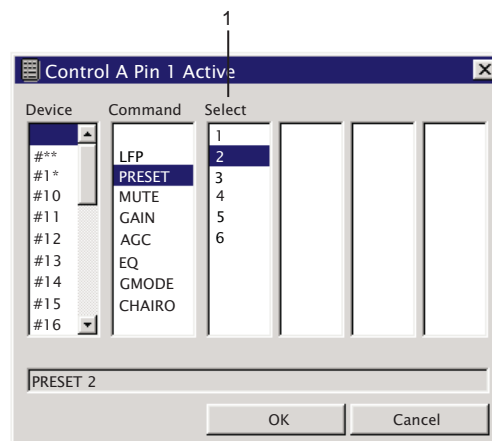 1
Control A Pin 1 Active
Device Command Select
1
#** LFP 2
#1* PRESET 3
#10 MUTE 4
#11 GAIN 5
#12 AGC 6
#13 EQ
#14 GMODE
#15 CHAIRO
#16
PRESET 2
OK Cancel